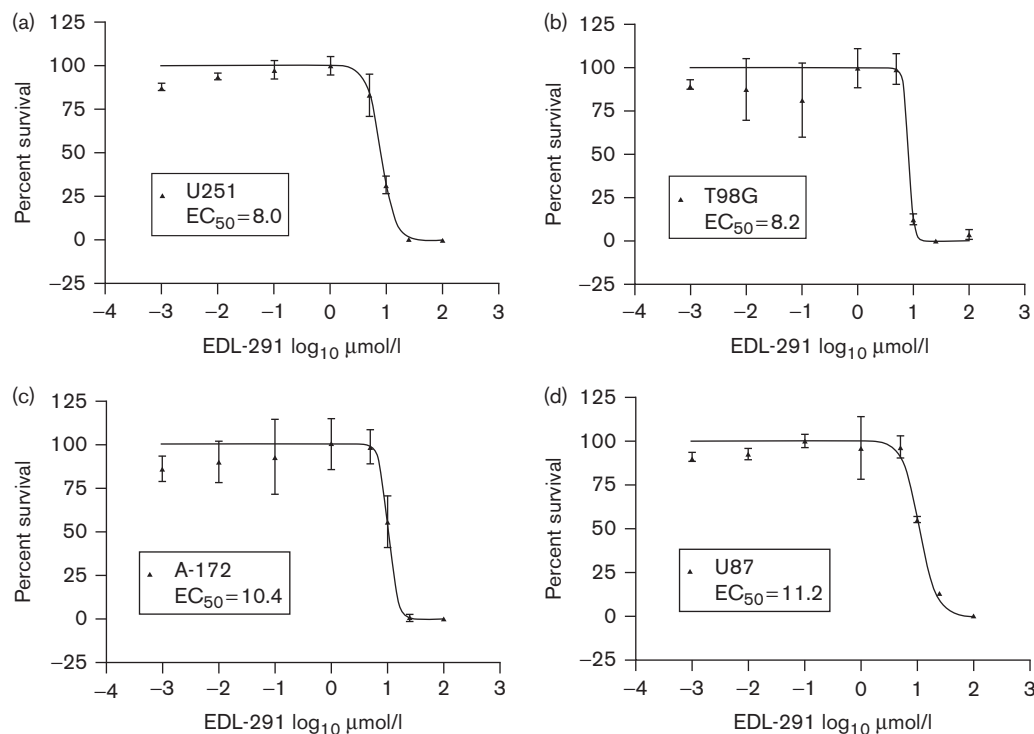 (a)
125
100
75
50
25
0
−25
Percent survival
U251
EC50=8.0
−4 −3 −2 −1 0 1 2 3
EDL-291 log10 μmol/l
(b)
125
100
75
50
25
0
−25
Percent survival
T98G
EC50=8.2
−4 −3 −2 −1 0 1 2 3
EDL-291 log10 μmol/l
(c)
125
100
75
50
25
0
−25
Percent survival
A-172
EC50=10.4
−4 −3 −2 −1 0 1 2 3
EDL-291 log10 μmol/l
(d)
125
100
75
50
25
0
−25
Percent survival
U87
EC50=11.2
−4 −3 −2 −1 0 1 2 3
EDL-291 log10 μmol/l